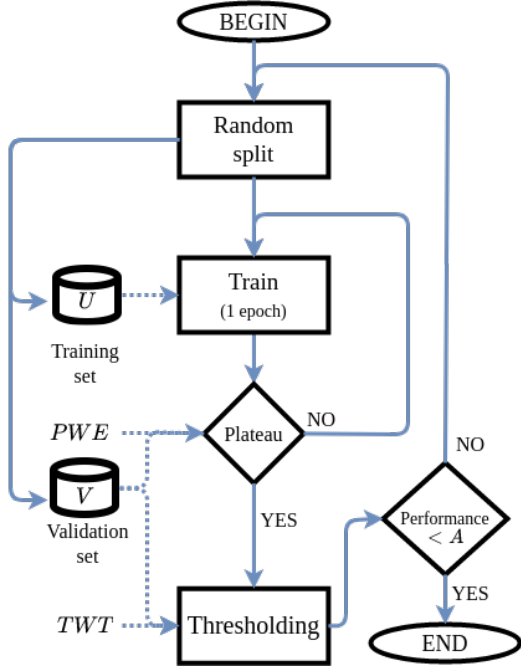 BEGIN
Random
split
Train
(1 epoch)
U
Training
set
NO
PWE
Plateau
V
Validation
set
YES
NO
Performance
< A
YES
TWT
Thresholding
END